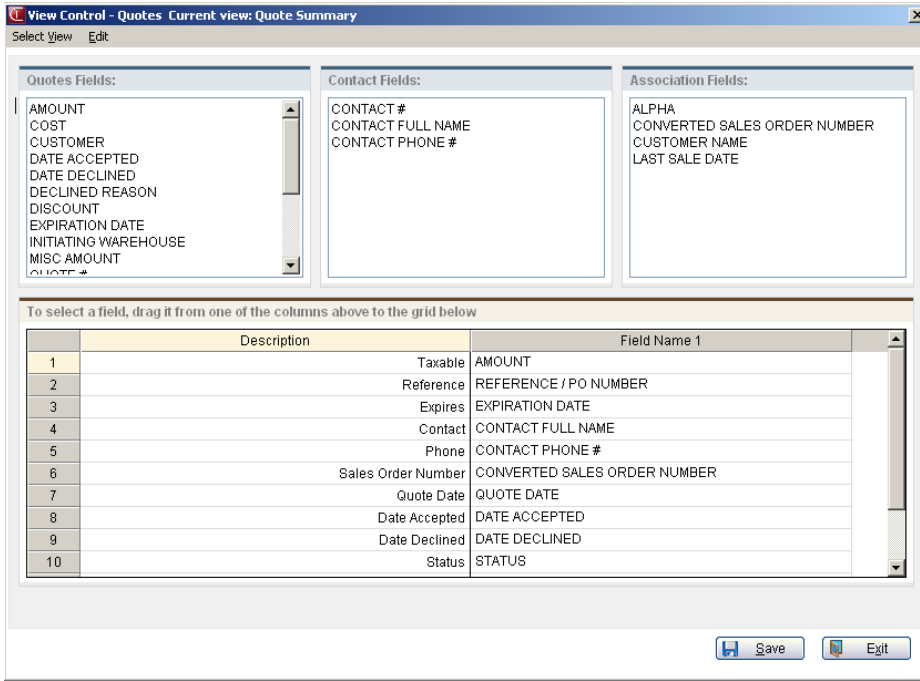 View Control - Quotes  Current view: Quote Summary
Select View Edit
Quotes Fields:
AMOUNT
COST
CUSTOMER
DATE ACCEPTED
DATE DECLINED
DECLINED REASON
DISCOUNT
EXPIRATION DATE
INITIATING WAREHOUSE
MISC AMOUNT
QUOTE #
Contact Fields:
CONTACT #
CONTACT FULL NAME
CONTACT PHONE #
Association Fields:
ALPHA
CONVERTED SALES ORDER NUMBER
CUSTOMER NAME
LAST SALE DATE
To select a field, drag it from one of the columns above to the grid below
Description Field Name 1
1 Taxable AMOUNT
2 Reference REFERENCE / PO NUMBER
3 Expires EXPIRATION DATE
4 Contact CONTACT FULL NAME
5 Phone CONTACT PHONE #
6 Sales Order Number CONVERTED SALES ORDER NUMBER
7 Quote Date QUOTE DATE
8 Date Accepted DATE ACCEPTED
9 Date Declined DATE DECLINED
10 Status STATUS
Save Exit